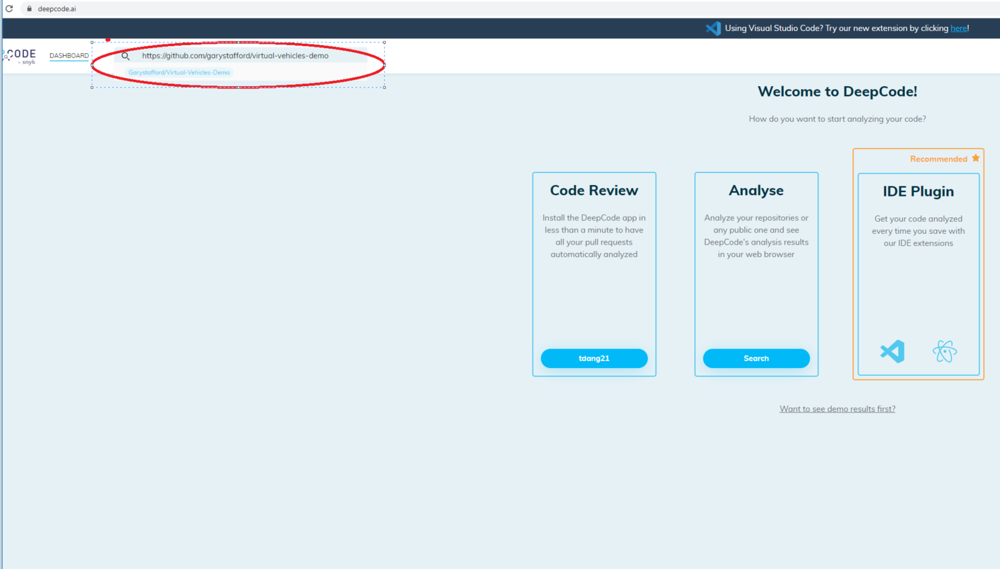 deepcode.ai
Using Visual Studio Code? Try our new extension by clicking here!
CODE
by snyk
DASHBOARD
https://github.com/garystafford/virtual-vehicles-demo
Garystafford/Virtual-Vehicles-Demo
Welcome to DeepCode!
How do you want to start analyzing your code?
Code Review
Install the DeepCode app in
less than a minute to have
all your pull requests
automatically analyzed
tdang21
Analyse
Analyze your repositories or
any public one and see
DeepCode's analysis results
in your web browser
Search
Recommended
IDE Plugin
Get your code analyzed
every time you save with
our IDE extensions
Want to see demo results first?